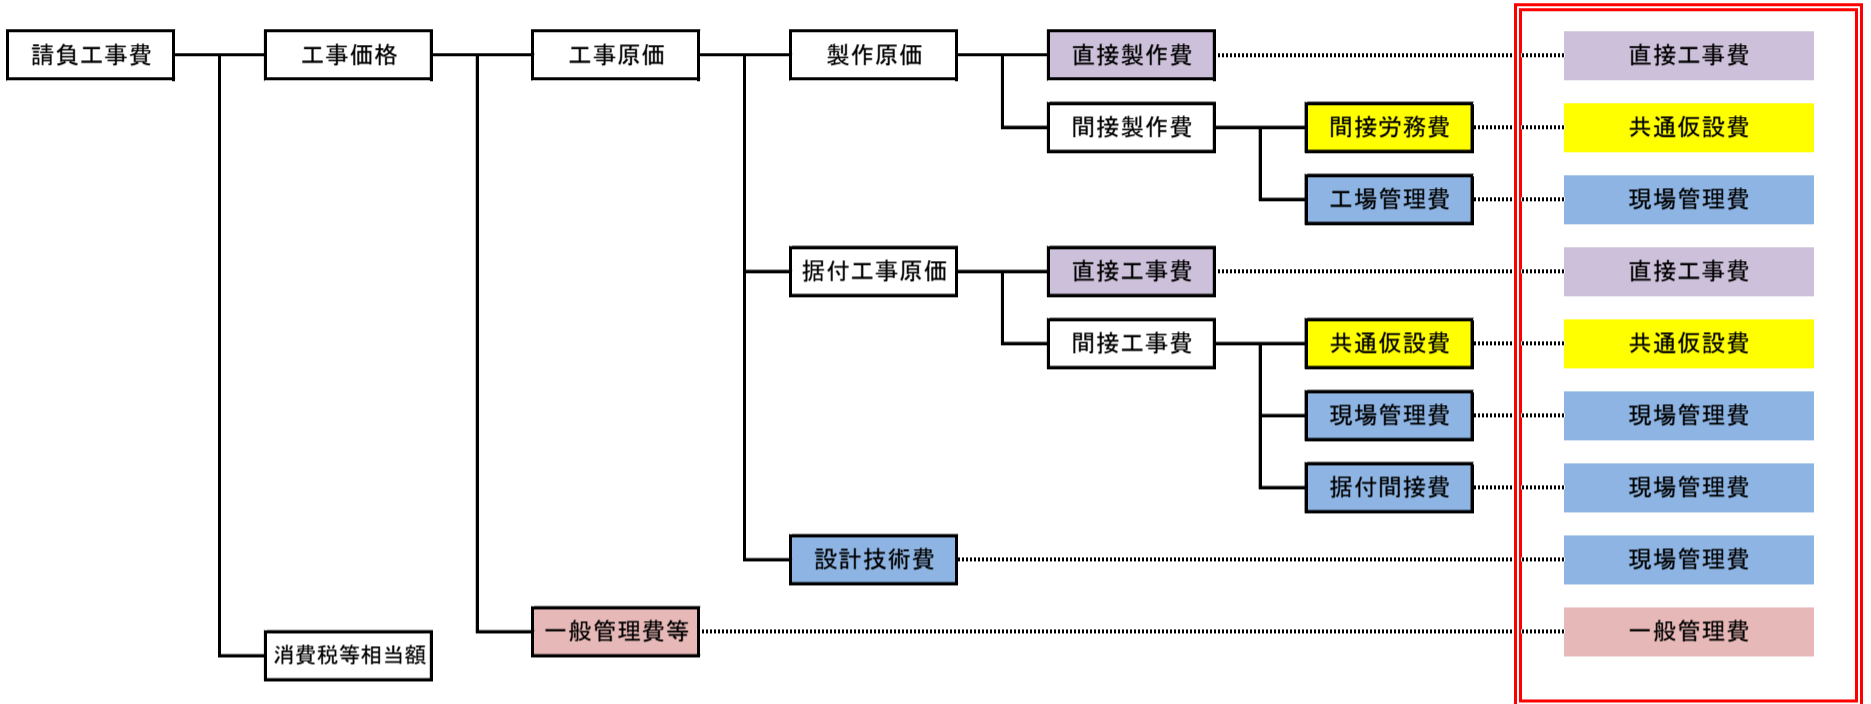 請負工事費
工事価格
工事原価
製作原価
直接製作費
直接工事費
間接製作費
間接労務費
共通仮設費
工場管理費
現場管理費
据付工事原価
直接工事費
直接工事費
間接工事費
共通仮設費
共通仮設費
現場管理費
現場管理費
据付間接費
現場管理費
設計技術費
現場管理費
一般管理費等
一般管理費
消費税等相当額